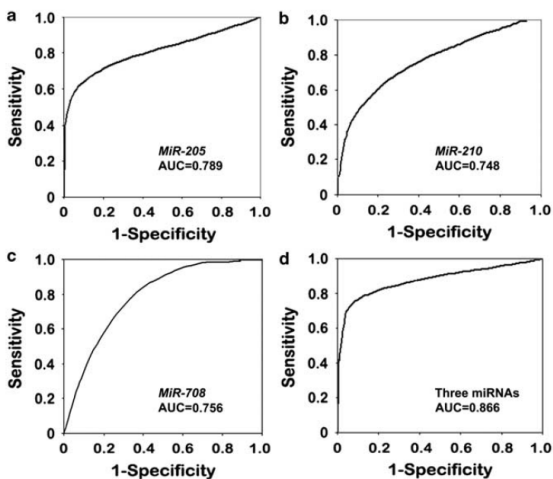 a
1.0
0.8
0.6
0.4
0.2
0
Sensitivity
MiR-205
AUC=0.789
0 0.2 0.4 0.6 0.8 1.0
1-Specificity
b
1.0
0.8
0.6
0.4
0.2
0
Sensitivity
MiR-210
AUC=0.748
0 0.2 0.4 0.6 0.8 1.0
1-Specificity
c
1.0
0.8
0.6
0.4
0.2
0
Sensitivity
MiR-708
AUC=0.756
0 0.2 0.4 0.6 0.8 1.0
1-Specificity
d
1.0
0.8
0.6
0.4
0.2
0
Sensitivity
Three miRNAs
AUC=0.866
0 0.2 0.4 0.6 0.8 1.0
1-Specificity